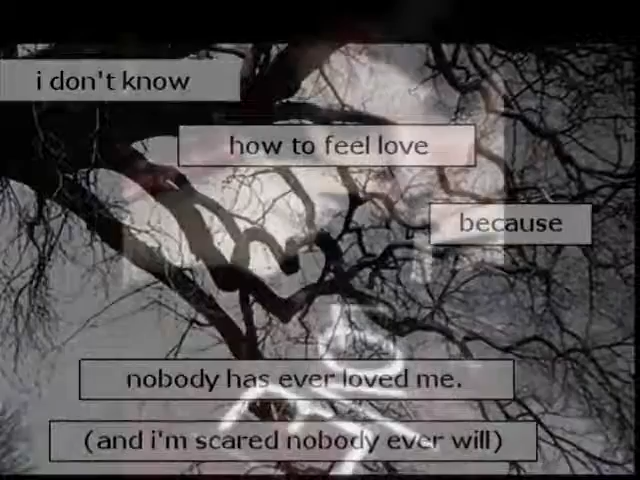 i don't know
how to feel love
because
nobody has ever loved me.
(and i'm scared nobody ever will)